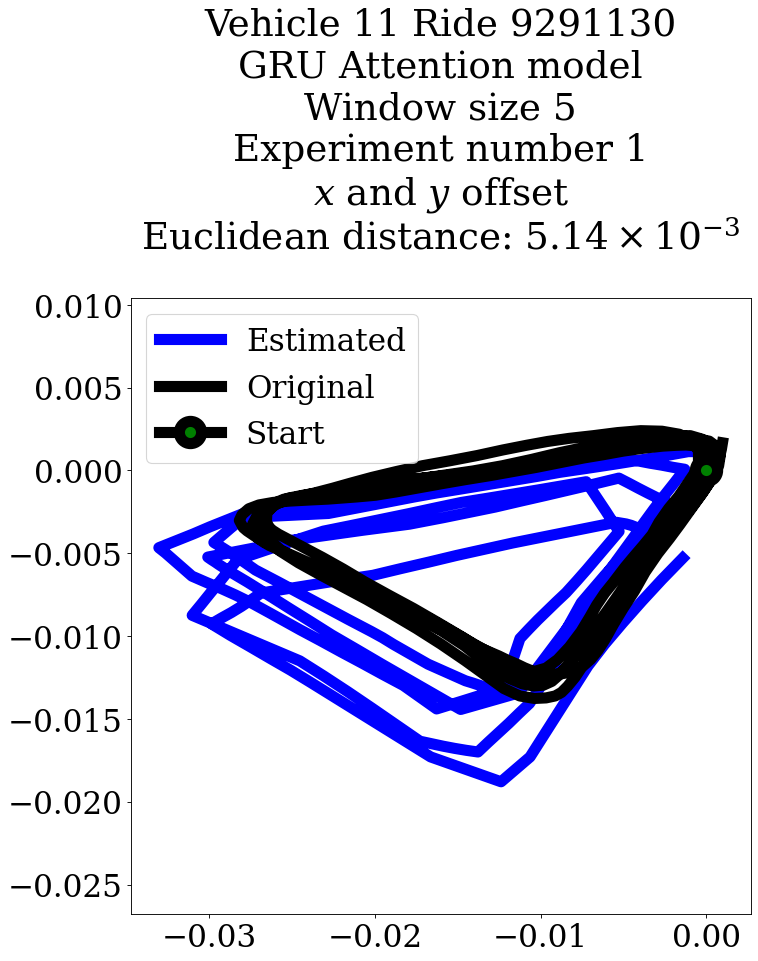 Vehicle 11 Ride 9291130
GRU Attention model
Window size 5
Experiment number 1
x and y offset
Euclidean distance: 5.14 × 10⁻³
0.010
0.005
0.000
−0.005
−0.010
−0.015
−0.020
−0.025
Estimated
Original
Start
−0.03
−0.02
−0.01
0.00